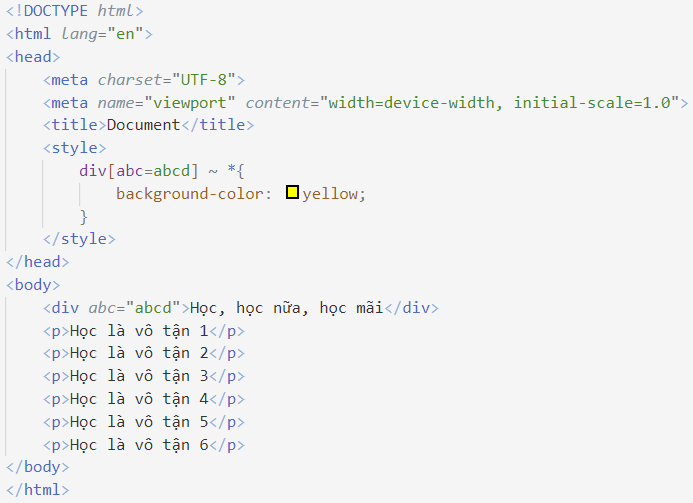 <!DOCTYPE html>
<html lang="en">
<head>
    <meta charset="UTF-8">
    <meta name="viewport" content="width=device-width, initial-scale=1.0">
    <title>Document</title>
    <style>
        div[abc=abcd] ~ *{
            background-color: yellow;
        }
    </style>
</head>
<body>
    <div abc="abcd">Học, học nữa, học mãi</div>
    <p>Học là vô tận 1</p>
    <p>Học là vô tận 2</p>
    <p>Học là vô tận 3</p>
    <p>Học là vô tận 4</p>
    <p>Học là vô tận 5</p>
    <p>Học là vô tận 6</p>
</body>
</html>